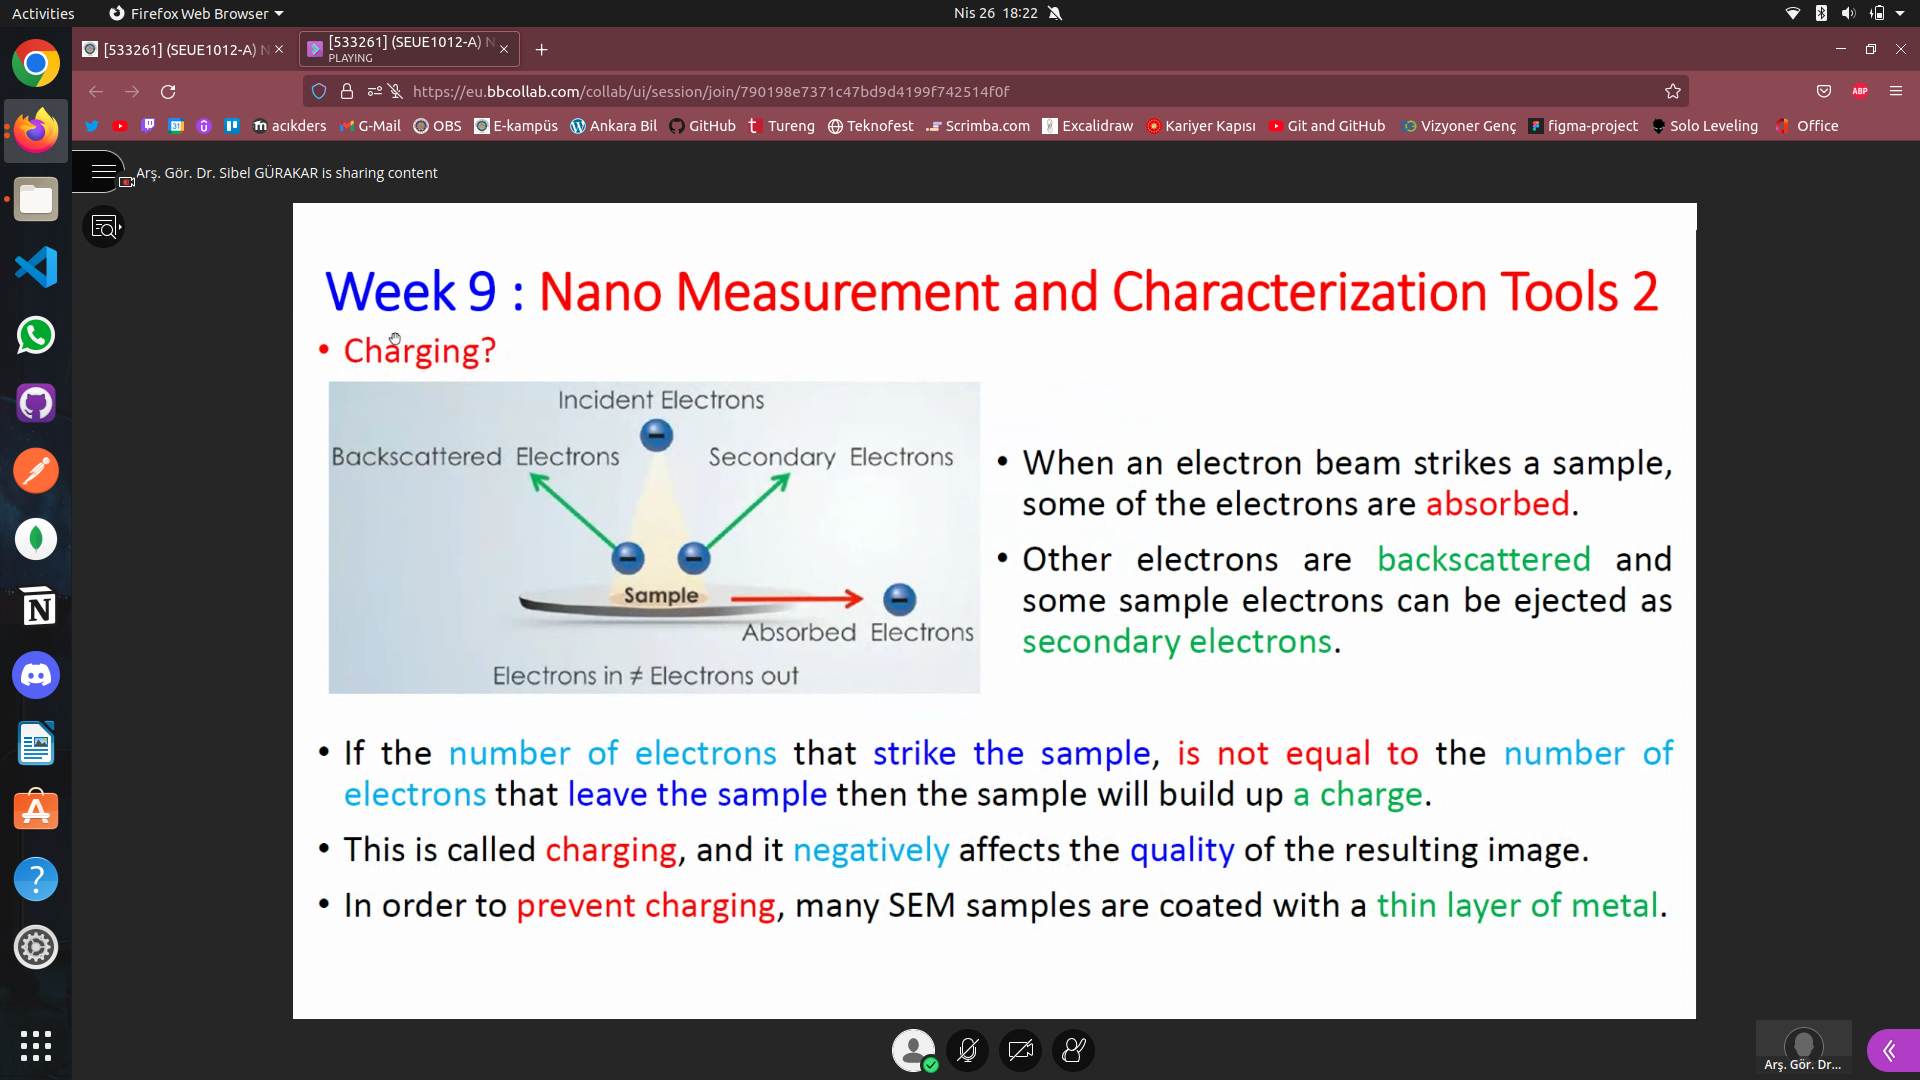 Activities
Firefox Web Browser
Nis 26 18:22
[533261] (SEUE1012-A) N
[533261] (SEUE1012-A) N
PLAYING
https://eu.bbcollab.com/collab/ui/session/join/790198e7371c47bd9d4199f742514f0f
ABP
acıkders
G-Mail
OBS
E-kampüs
Ankara Bil
GitHub
Tureng
Teknofest
Scrimba.com
Excalidraw
Kariyer Kapısı
Git and GitHub
Vizyoner Genç
figma-project
Solo Leveling
Office
Arş. Gör. Dr. Sibel GÜRAKAR is sharing content
Week 9 : Nano Measurement and Characterization Tools 2
• Charging?
Incident Electrons
Backscattered Electrons
Secondary Electrons
Sample
Absorbed Electrons
Electrons in ≠ Electrons out
• When an electron beam strikes a sample,
some of the electrons are absorbed.
• Other electrons are backscattered and
some sample electrons can be ejected as
secondary electrons.
• If the number of electrons that strike the sample, is not equal to the number of
electrons that leave the sample then the sample will build up a charge.
• This is called charging, and it negatively affects the quality of the resulting image.
• In order to prevent charging, many SEM samples are coated with a thin layer of metal.
Arş. Gör. Dr...